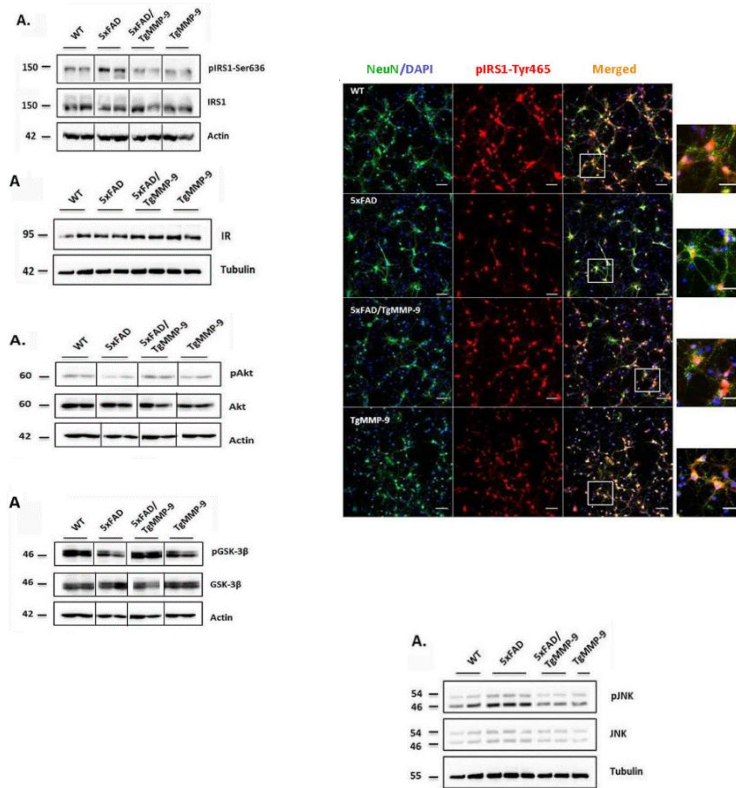 A.
WT
5xFAD
5xFAD/
TgMMP-9
TgMMP-9
150
pIRS1-Ser636
150
IRS1
42
Actin
A
WT
5xFAD
5xFAD/
TgMMP-9
TgMMP-9
95
IR
42
Tubulin
A.
WT
5xFAD
5xFAD/
TgMMP-9
TgMMP-9
60
pAkt
60
Akt
42
Actin
A
WT
5xFAD
5xFAD/
TgMMP-9
TgMMP-9
46
pGSK-3β
46
GSK-3β
42
Actin
NeuN/DAPI
pIRS1-Tyr465
Merged
WT
5xFAD
5xFAD/TgMMP-9
TgMMP-9
A.
WT
5xFAD
5xFAD/
TgMMP-9
TgMMP-9
54
46
pJNK
54
46
JNK
55
Tubulin